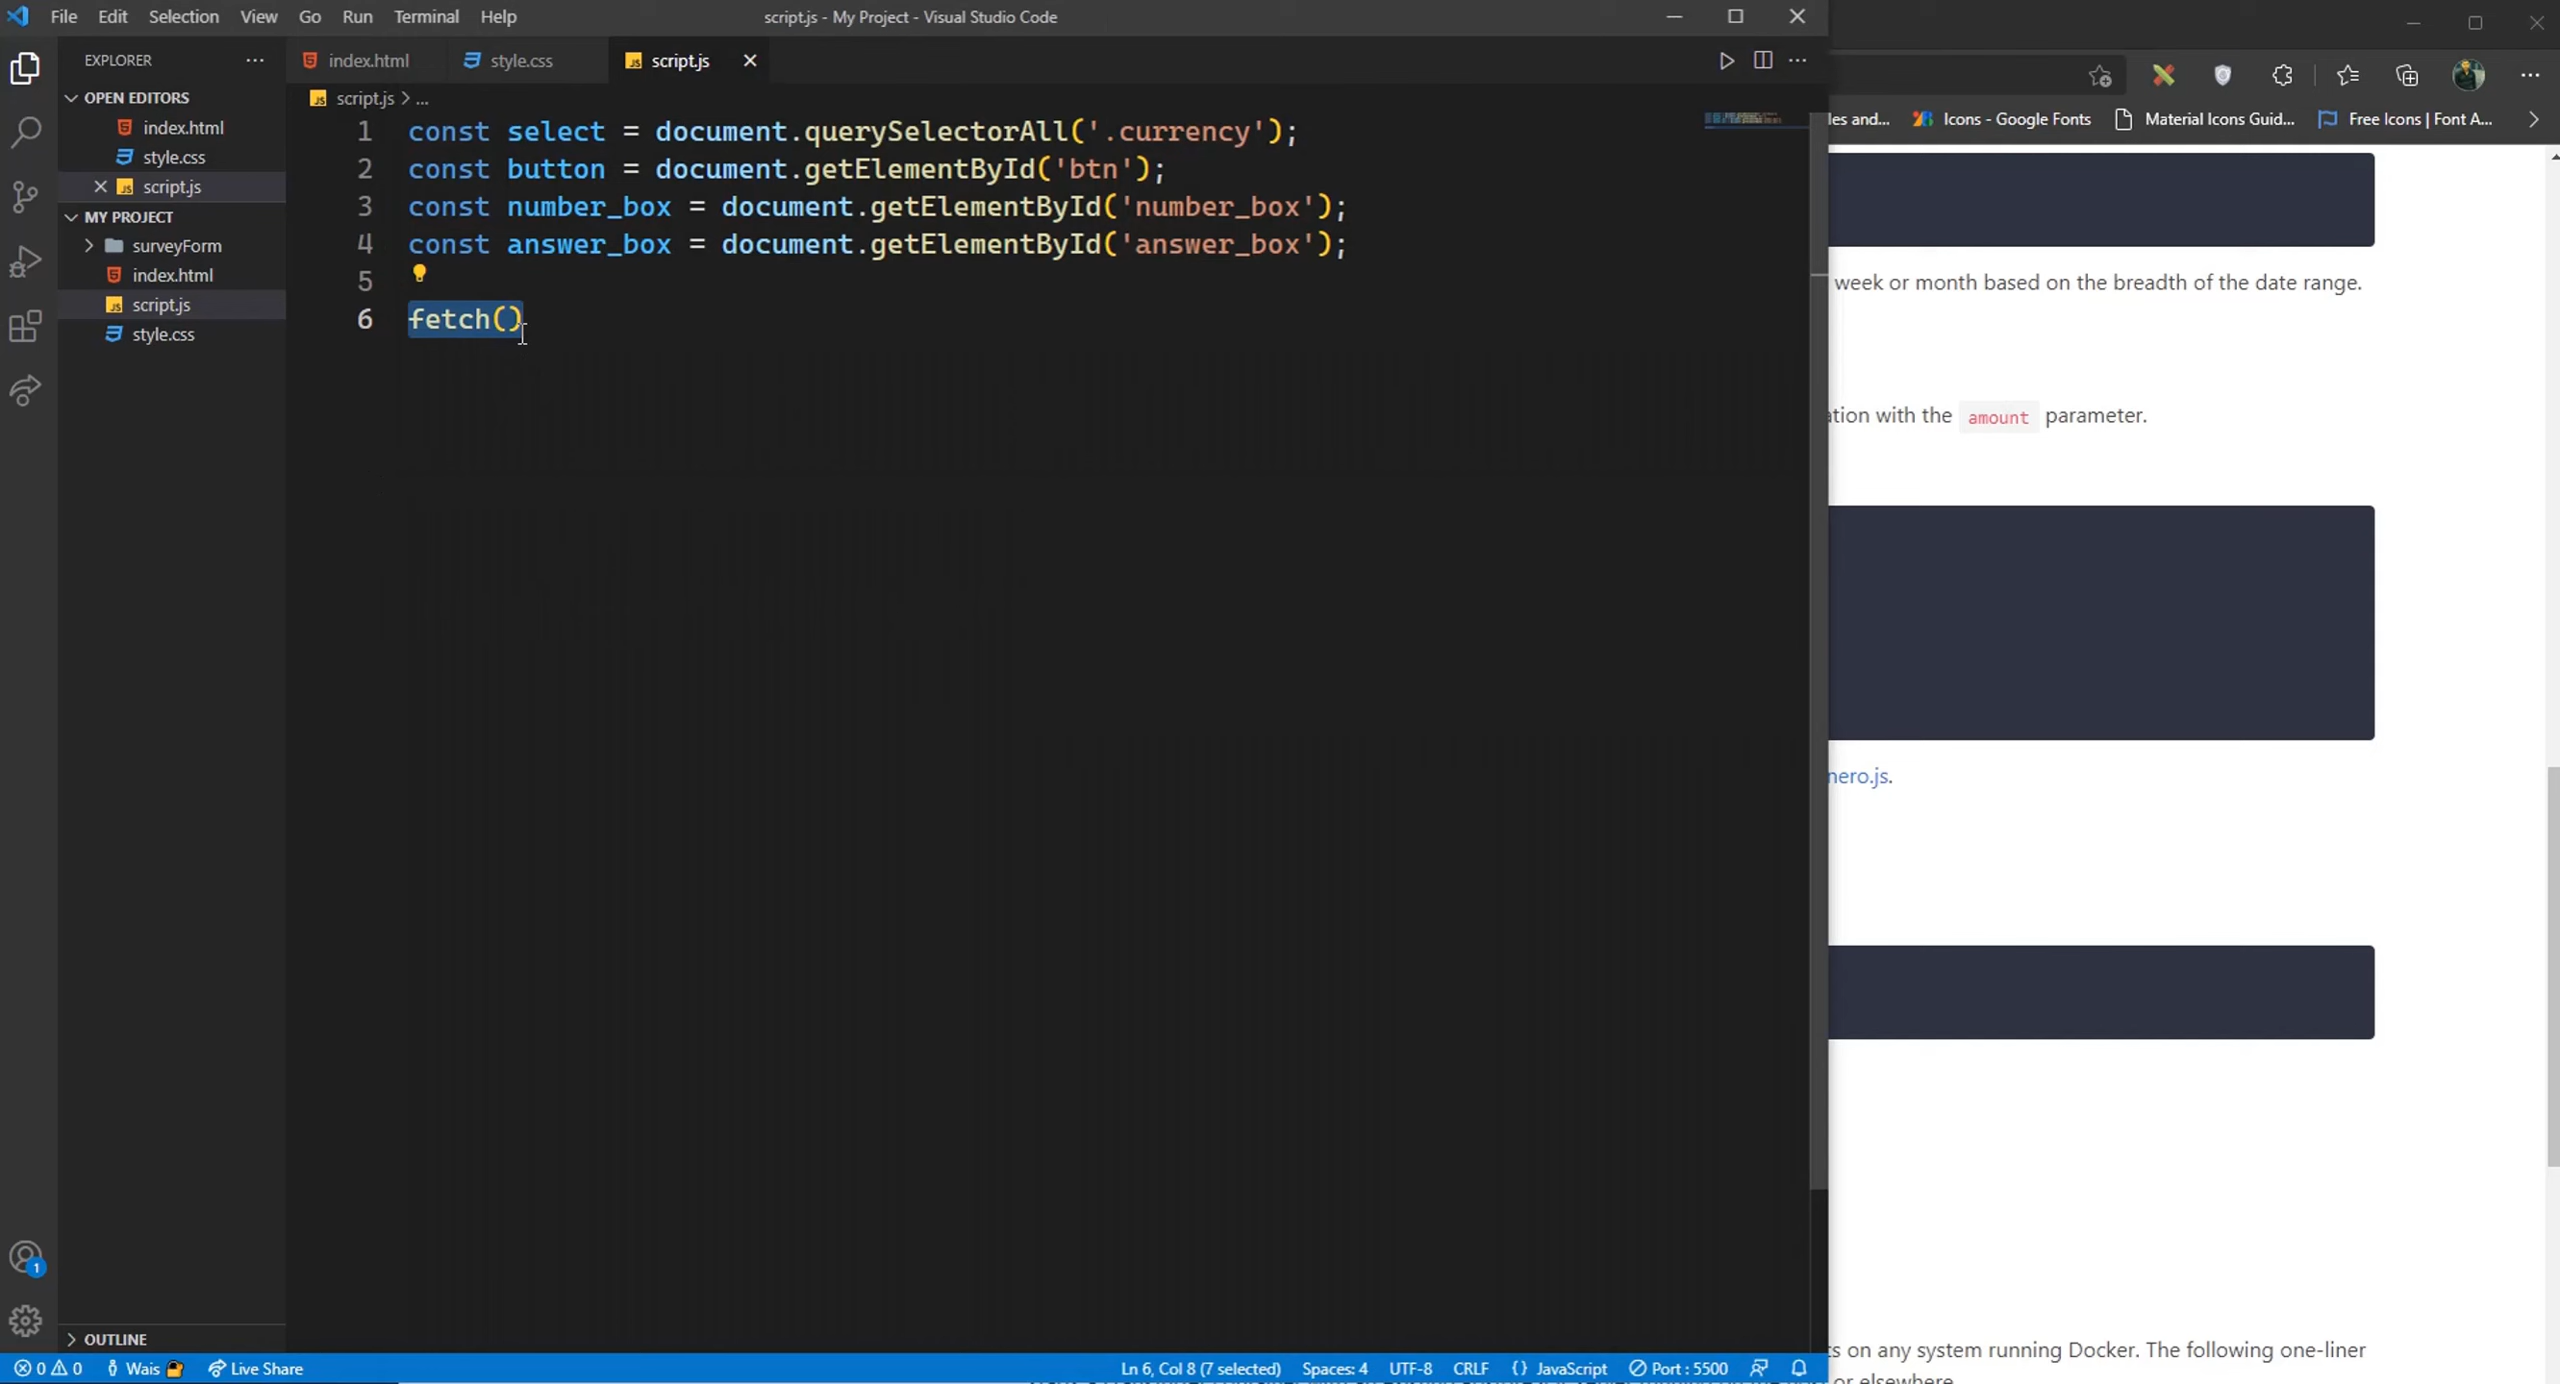 File Edit Selection View Go Run Terminal Help
script.js - My Project - Visual Studio Code
EXPLORER
index.html style.css script.js
OPEN EDITORS
index.html
style.css
script.js
MY PROJECT
surveyForm
index.html
script.js
style.css
OUTLINE
script.js > ...
1 const select = document.querySelectorAll('.currency');
2 const button = document.getElementById('btn');
3 const number_box = document.getElementById('number_box');
4 const answer_box = document.getElementById('answer_box');
5
6 fetch()
les and... Icons - Google Fonts Material Icons Guid... Free Icons | Font A...
week or month based on the breadth of the date range.
ation with the amount parameter.
nero.js.
ts on any system running Docker. The following one-liner
or elsewhere
1
0 0 Wais Live Share Ln 6, Col 8 (7 selected) Spaces: 4 UTF-8 CRLF {} JavaScript Port : 5500